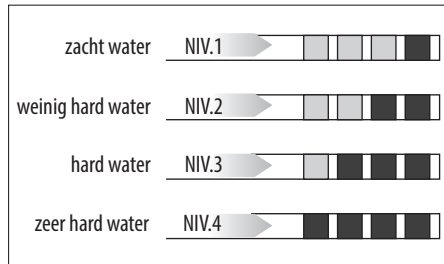 zacht water NIV.1
weinig hard water NIV.2
hard water NIV.3
zeer hard water NIV.4